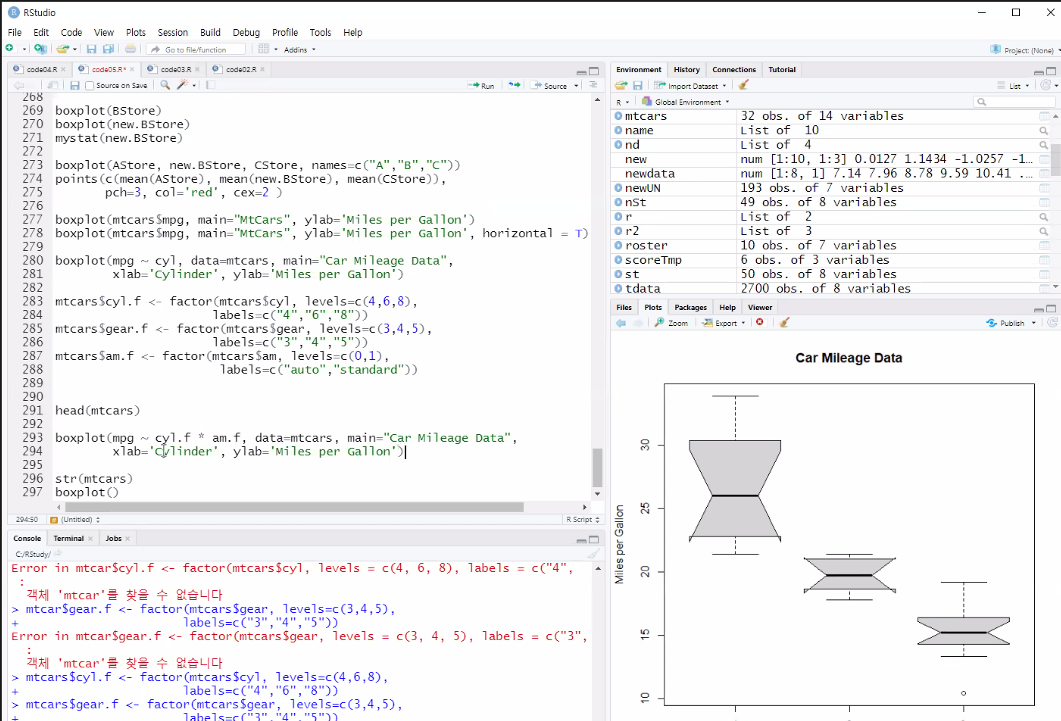 RStudio
File Edit Code View Plots Session Build Debug Profile Tools Help
Go to file/function Addins Project: (None)
code04.R code05.R* code03.R code02.R
Source on Save Run Source
268
269 boxplot(BStore)
270 boxplot(new.BStore)
271 mystat(new.BStore)
272
273 boxplot(AStore, new.BStore, CStore, names=c("A","B","C"))
274 points(c(mean(AStore), mean(new.BStore), mean(CStore)),
275 pch=3, col='red', cex=2 )
276
277 boxplot(mtcars$mpg, main="MtCars", ylab='Miles per Gallon')
278 boxplot(mtcars$mpg, main="MtCars", ylab='Miles per Gallon', horizontal = T)
279
280 boxplot(mpg ~ cyl, data=mtcars, main="Car Mileage Data",
281 xlab='Cylinder', ylab='Miles per Gallon')
282
283 mtcars$cyl.f <- factor(mtcars$cyl, levels=c(4,6,8),
284 labels=c("4","6","8"))
285 mtcars$gear.f <- factor(mtcars$gear, levels=c(3,4,5),
286 labels=c("3","4","5"))
287 mtcars$am.f <- factor(mtcars$am, levels=c(0,1),
288 labels=c("auto","standard"))
289
290
291 head(mtcars)
292
293 boxplot(mpg ~ cyl.f * am.f, data=mtcars, main="Car Mileage Data",
294 xlab='Cylinder', ylab='Miles per Gallon')
295
296 str(mtcars)
297 boxplot()
294:50 (Untitled) R Script
Console Terminal Jobs
C:/RStudy/
Error in mtcar$cyl.f <- factor(mtcars$cyl, levels = c(4, 6, 8), labels = c("4",
:
객체 'mtcar'를 찾을 수 없습니다
> mtcar$gear.f <- factor(mtcars$gear, levels=c(3,4,5),
+ labels=c("3","4","5"))
Error in mtcar$gear.f <- factor(mtcars$gear, levels = c(3, 4, 5), labels = c("3",
:
객체 'mtcar'를 찾을 수 없습니다
> mtcars$cyl.f <- factor(mtcars$cyl, levels=c(4,6,8),
+ labels=c("4","6","8"))
> mtcars$gear.f <- factor(mtcars$gear, levels=c(3,4,5),
+ labels=c("3","4","5"))
Environment History Connections Tutorial
Import Dataset List
R Global Environment
mtcars 32 obs. of 14 variables
name List of 10
nd List of 4
new num [1:10, 1:3] 0.0127 1.1434 -1.0257 -1...
newdata num [1:8, 1] 7.14 7.96 8.78 9.59 10.41 ...
newUN 193 obs. of 7 variables
nSt 49 obs. of 8 variables
r List of 2
r2 List of 3
roster 10 obs. of 7 variables
scoreTmp 6 obs. of 3 variables
st 50 obs. of 8 variables
tdata 2700 obs. of 8 variables
Files Plots Packages Help Viewer
Zoom Export Publish
Car Mileage Data
Miles per Gallon
30
25
20
15
10